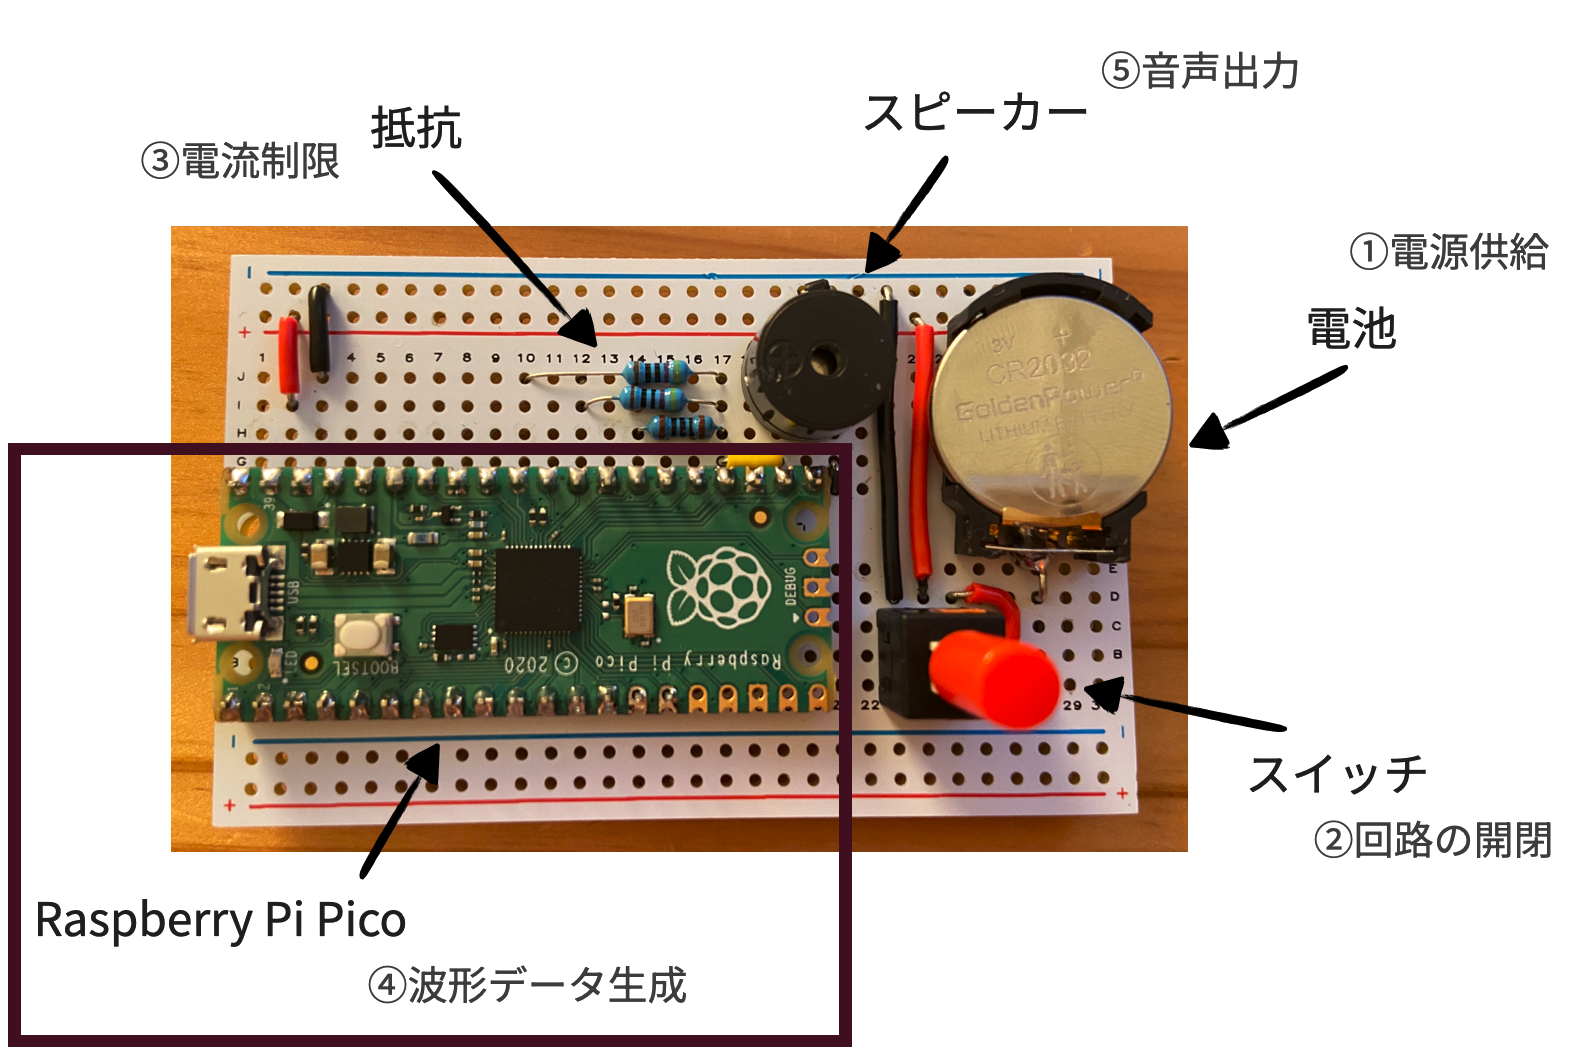 ⑤音声出力
スピーカー
抵抗
③電流制限
①電源供給
電池
3V
CR2032
GoldenPower
1 4 5 6 7 8 9 10 11 12 13 14 15 16 17
J
I
H
G
USB
BOOTSEL
LED
DEBUG
Raspberry Pi Pico © 2020
E
D
C
B
22
29
スイッチ
②回路の開閉
Raspberry Pi Pico
④波形データ生成